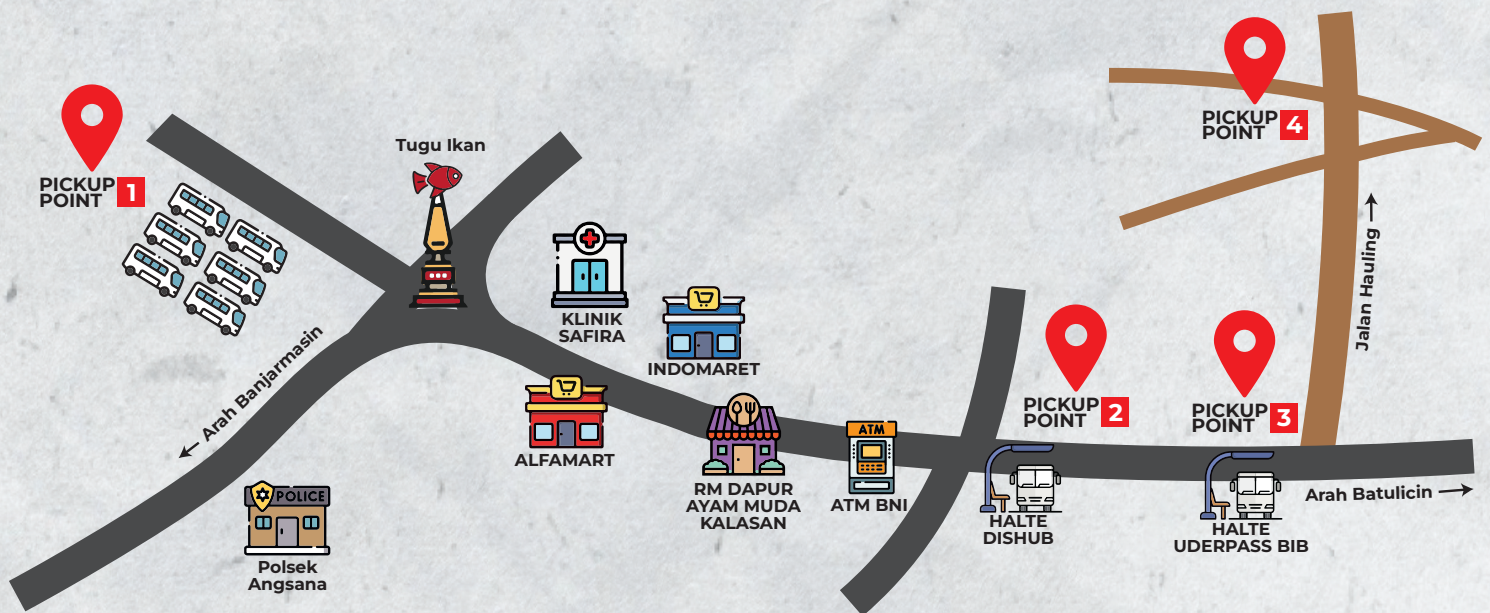 PICKUP
POINT 1
Tugu Ikan
PICKUP
POINT 4
KLINIK
SAFIRA
Jalan Hauling →
INDOMARET
← Arah Banjarmasin
ALFAMART
PICKUP
POINT 2
PICKUP
POINT 3
ATM
POLICE
RM DAPUR
AYAM MUDA
KALASAN
ATM BNI
HALTE
DISHUB
HALTE
UDERPASS BIB
Arah Batulicin →
Polsek
Angsana